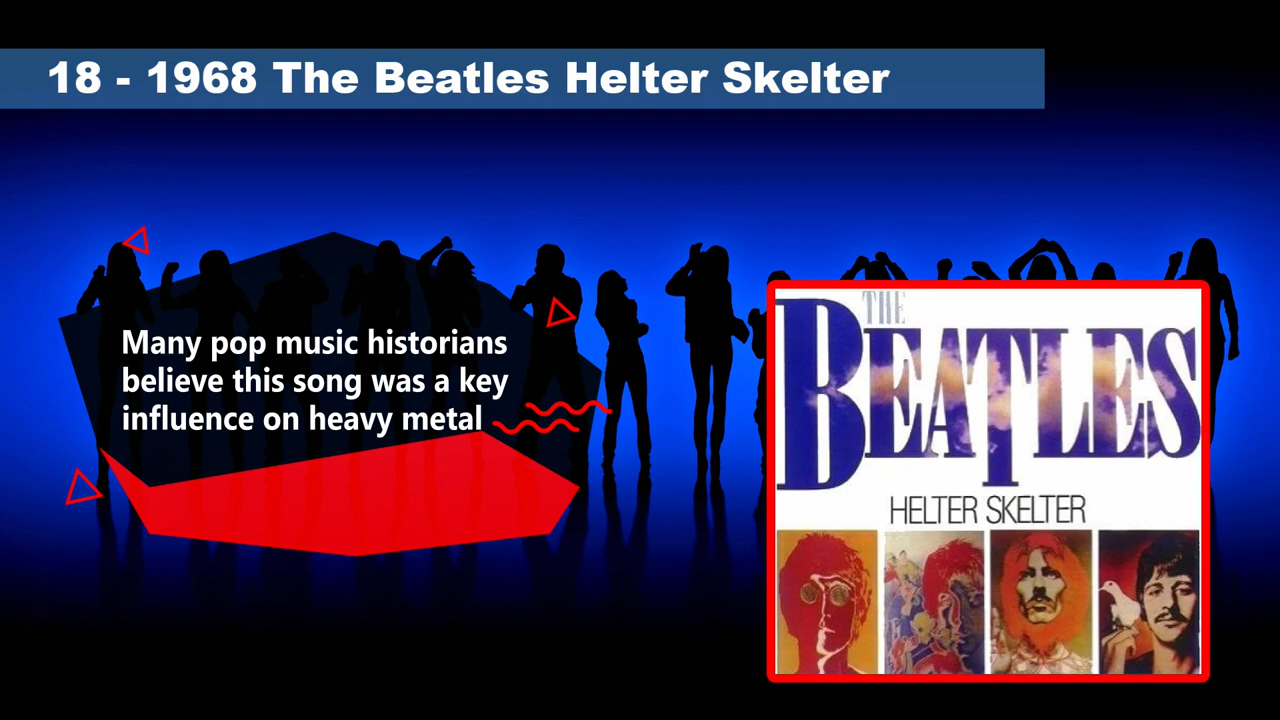 18 - 1968 The Beatles Helter Skelter
Many pop music historians
believe this song was a key
influence on heavy metal
THE
BEATLES
HELTER SKELTER